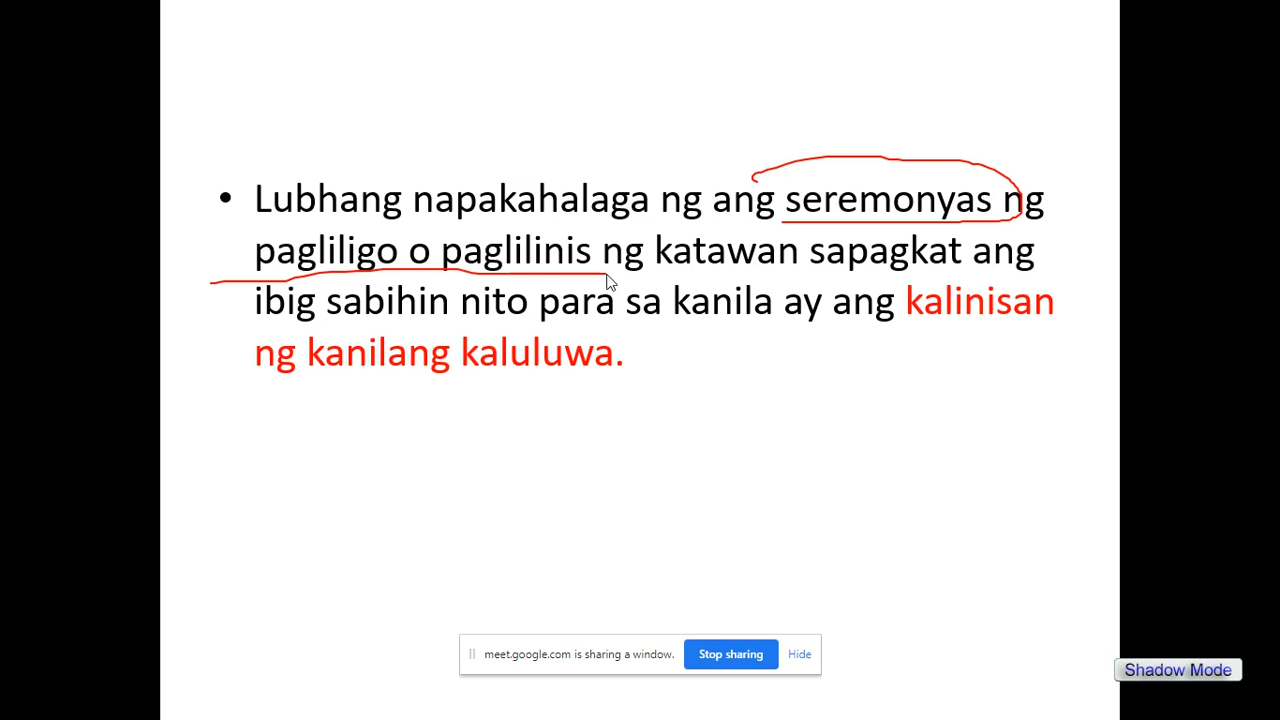 • Lubhang napakahalaga ng ang seremonyas ng
pagliligo o paglilinis ng katawan sapagkat ang
ibig sabihin nito para sa kanila ay ang kalinisan
ng kanilang kaluluwa.
meet.google.com is sharing a window. Stop sharing Hide
Shadow Mode